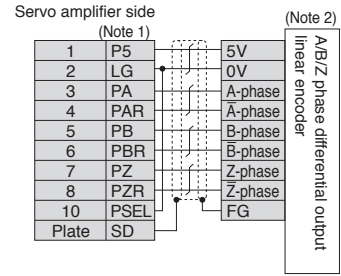 Servo amplifier side
(Note 1)
(Note 2)
1 P5 5V
2 LG 0V
3 PA A-phase
4 PAR A̅-phase
5 PB B-phase
6 PBR B̅-phase
7 PZ Z-phase
8 PZR Z̅-phase
10 PSEL FG
Plate SD
A/B/Z phase differential output
linear encoder